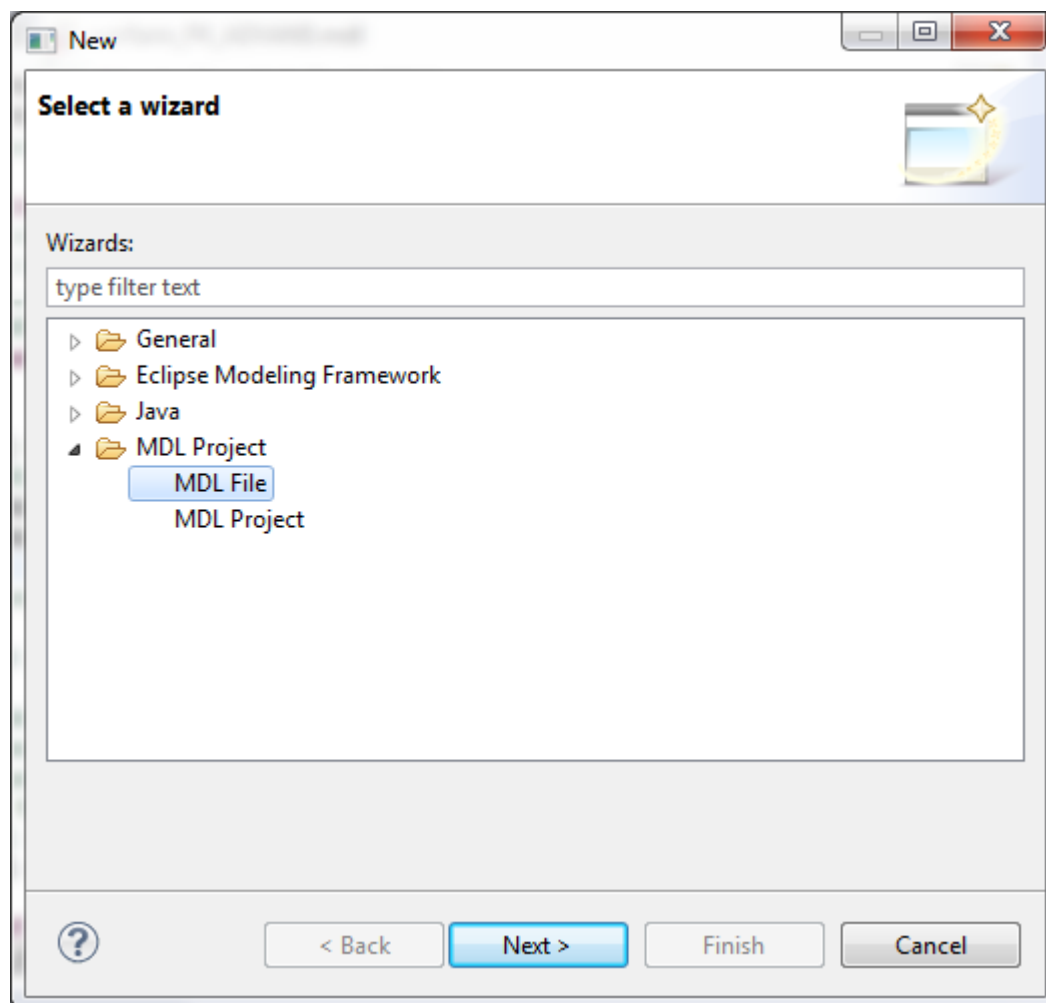 New
Select a wizard
Wizards:
type filter text
General
Eclipse Modeling Framework
Java
MDL Project
MDL File
MDL Project
? < Back Next > Finish Cancel